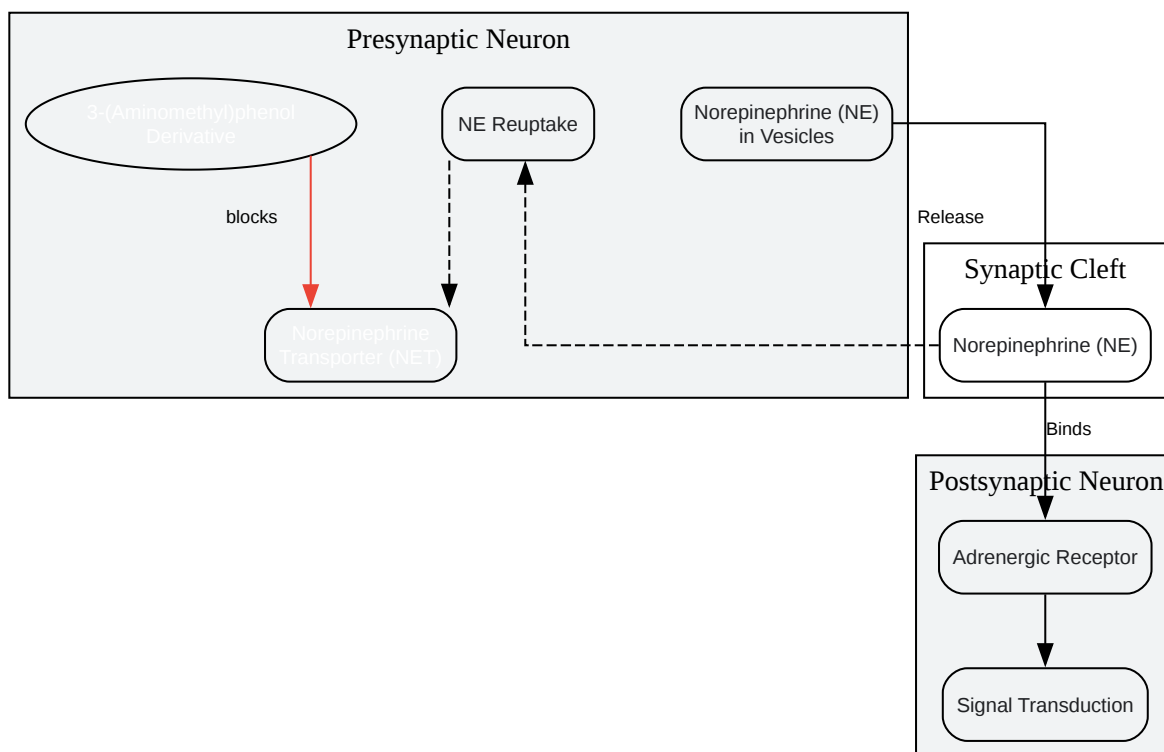 Presynaptic Neuron
3-(Aminomethyl)phenol
Derivative
NE Reuptake
Norepinephrine (NE)
in Vesicles
blocks
Release
Synaptic Cleft
Norepinephrine
Transporter (NET)
Norepinephrine (NE)
Binds
Postsynaptic Neuron
Adrenergic Receptor
Signal Transduction